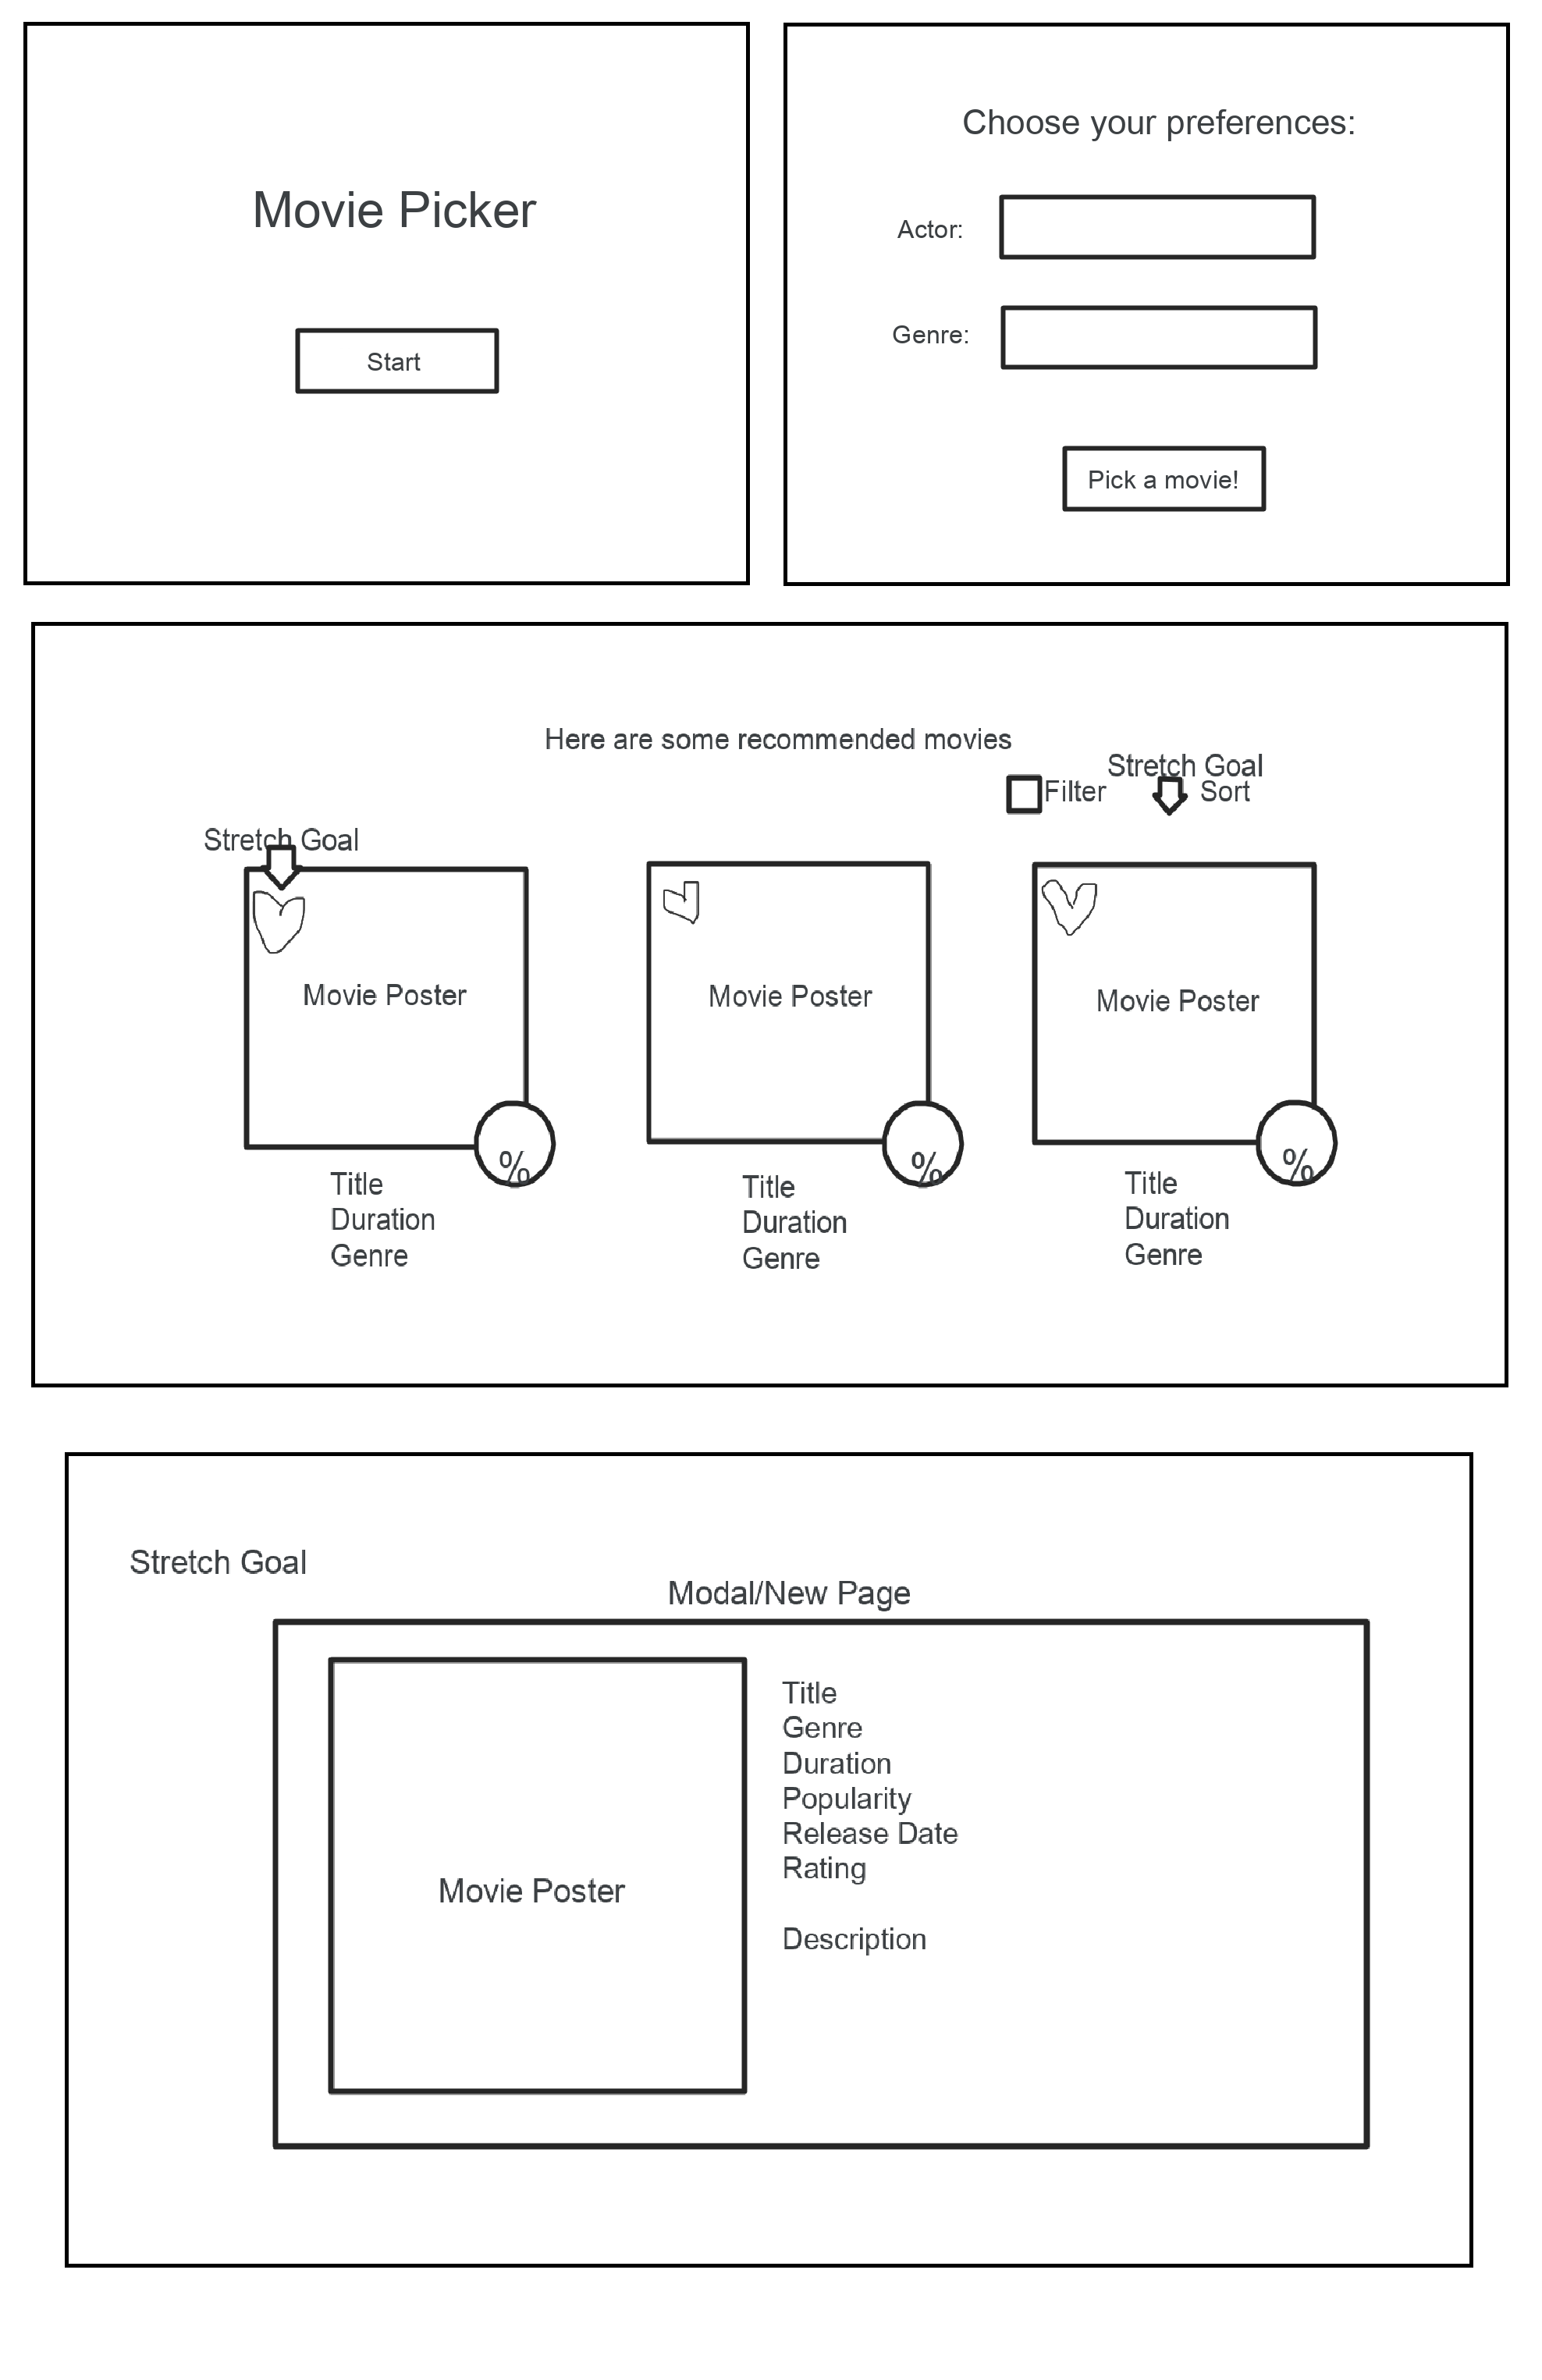 Movie Picker
Start
Choose your preferences:
Actor:
Genre:
Pick a movie!
Here are some recommended movies
Stretch Goal
Filter
Sort
Stretch Goal
Movie Poster
%
Title
Duration
Genre
Movie Poster
%
Title
Duration
Genre
Movie Poster
%
Title
Duration
Genre
Stretch Goal
Modal/New Page
Movie Poster
Title
Genre
Duration
Popularity
Release Date
Rating
Description